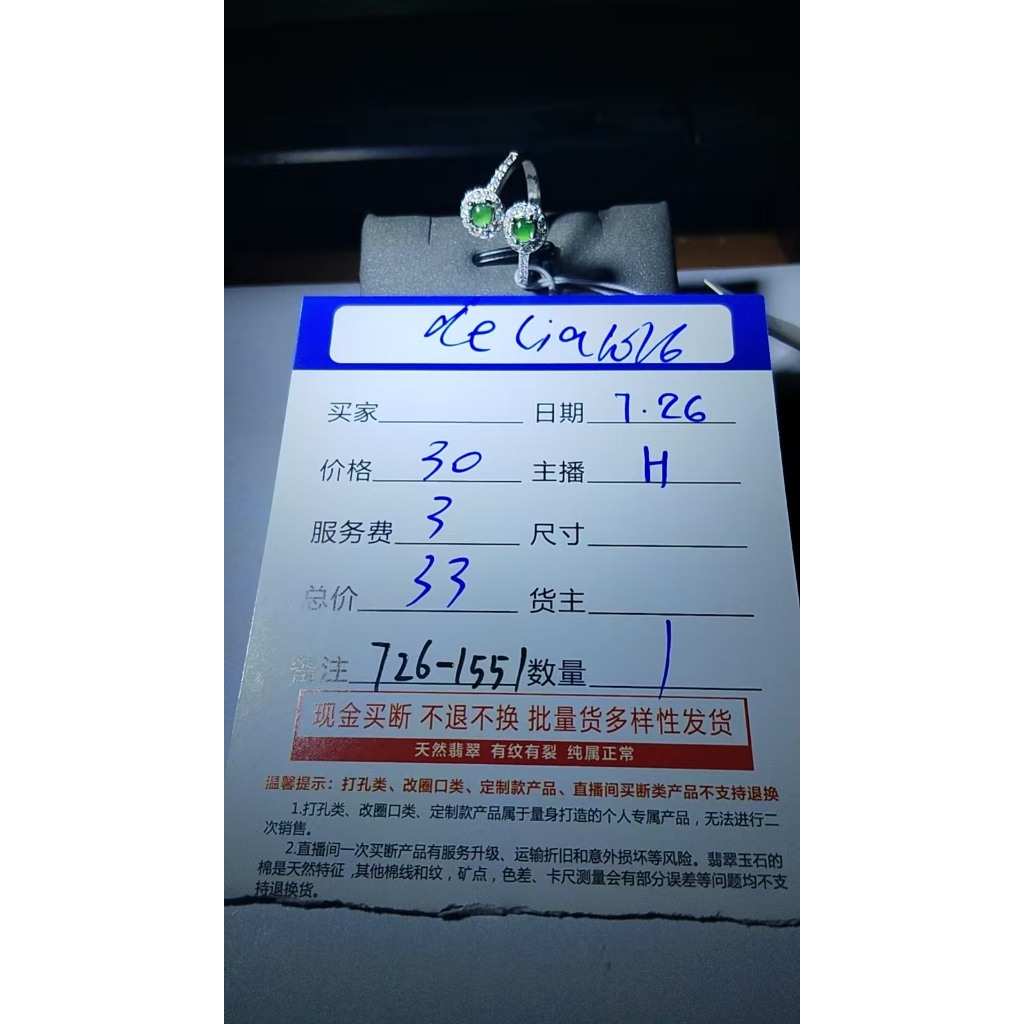 delia1026
买家 日期 7.26
价格 30 主播 H
服务费 3 尺寸
总价 33 货主
备注 726-1551 数量 1
现金买断 不退不换 批量货多样性发货
天然翡翠 有纹有裂 纯属正常
温馨提示：打孔类、改圈口类、定制款产品、直播间买断类产品不支持退换
1.打孔类、改圈口类、定制款产品属于量身打造的个人专属产品，无法进行二
次销售。
2.直播间一次买断产品有服务升级、运输折旧和意外损坏等风险。翡翠玉石的
棉是天然特征，其他棉线和纹，矿点，色差、卡尺测量会有部分误差等问题均不支
持退换货。